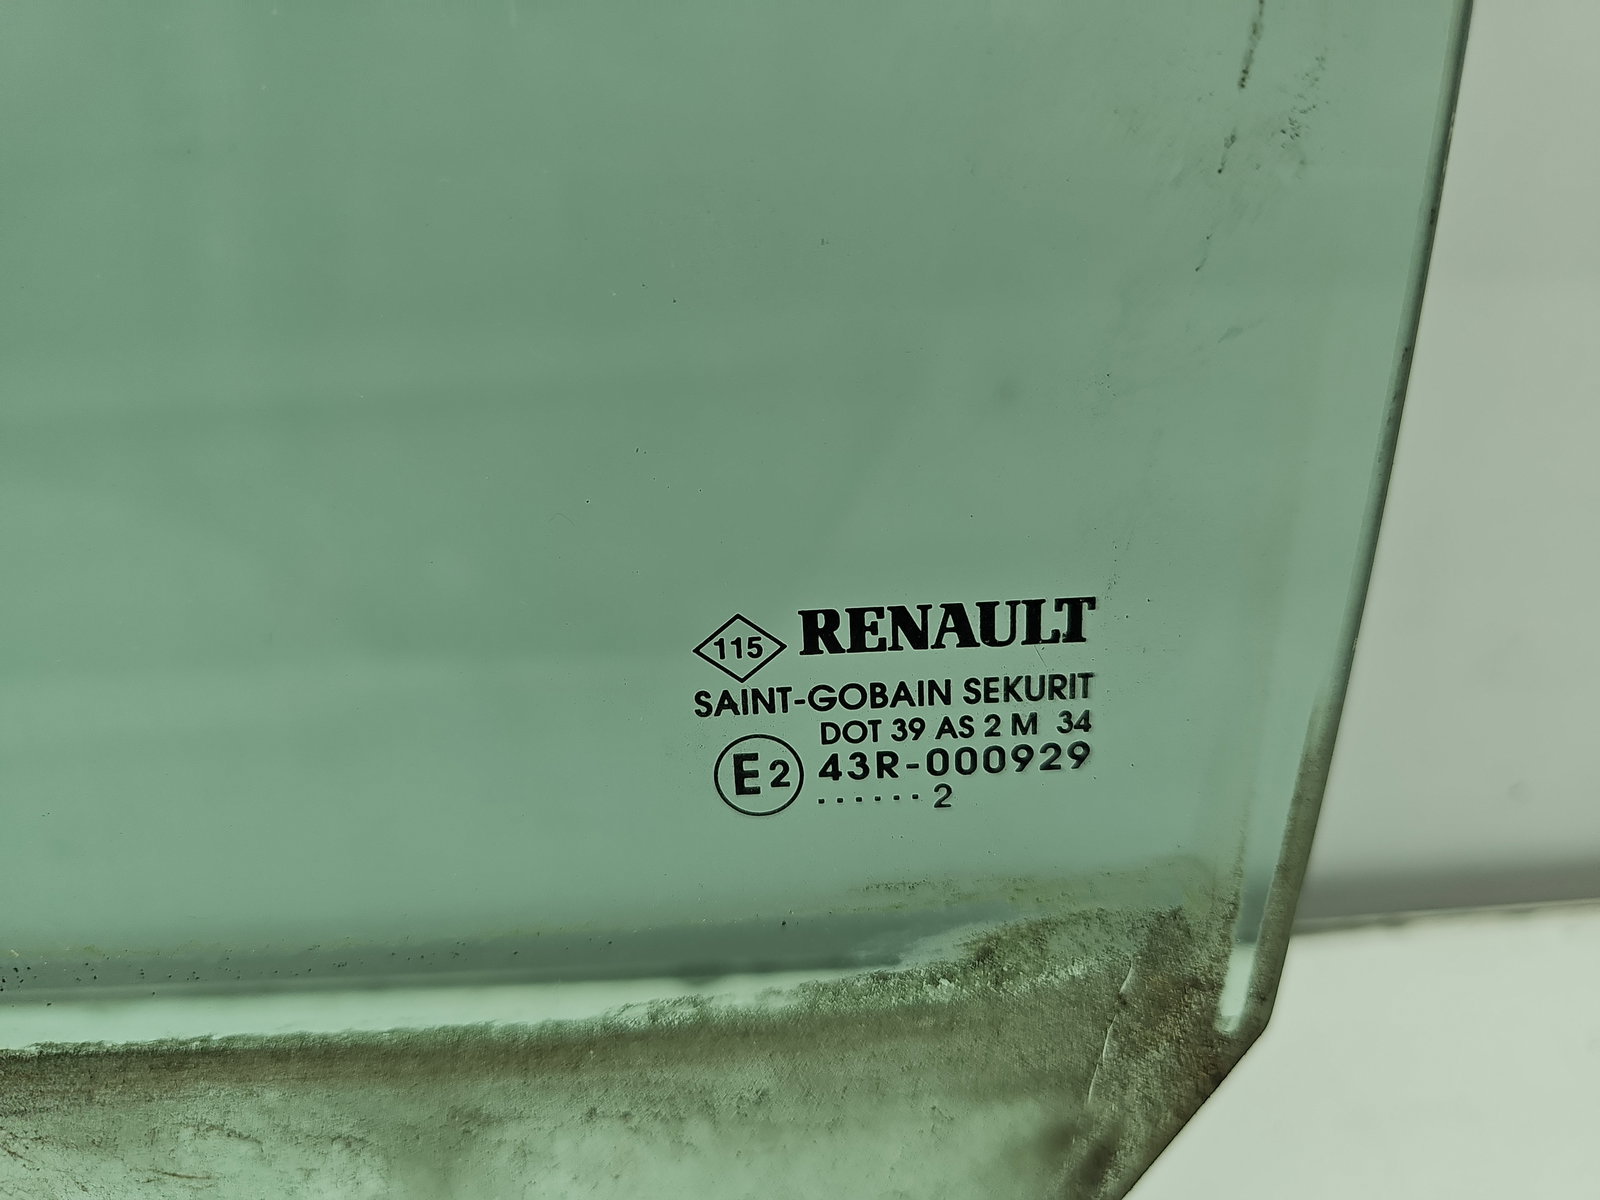 115 RENAULT
SAINT-GOBAIN SEKURIT
DOT 39 AS 2 M 34
E2 43R-000929
. . . . . . 2